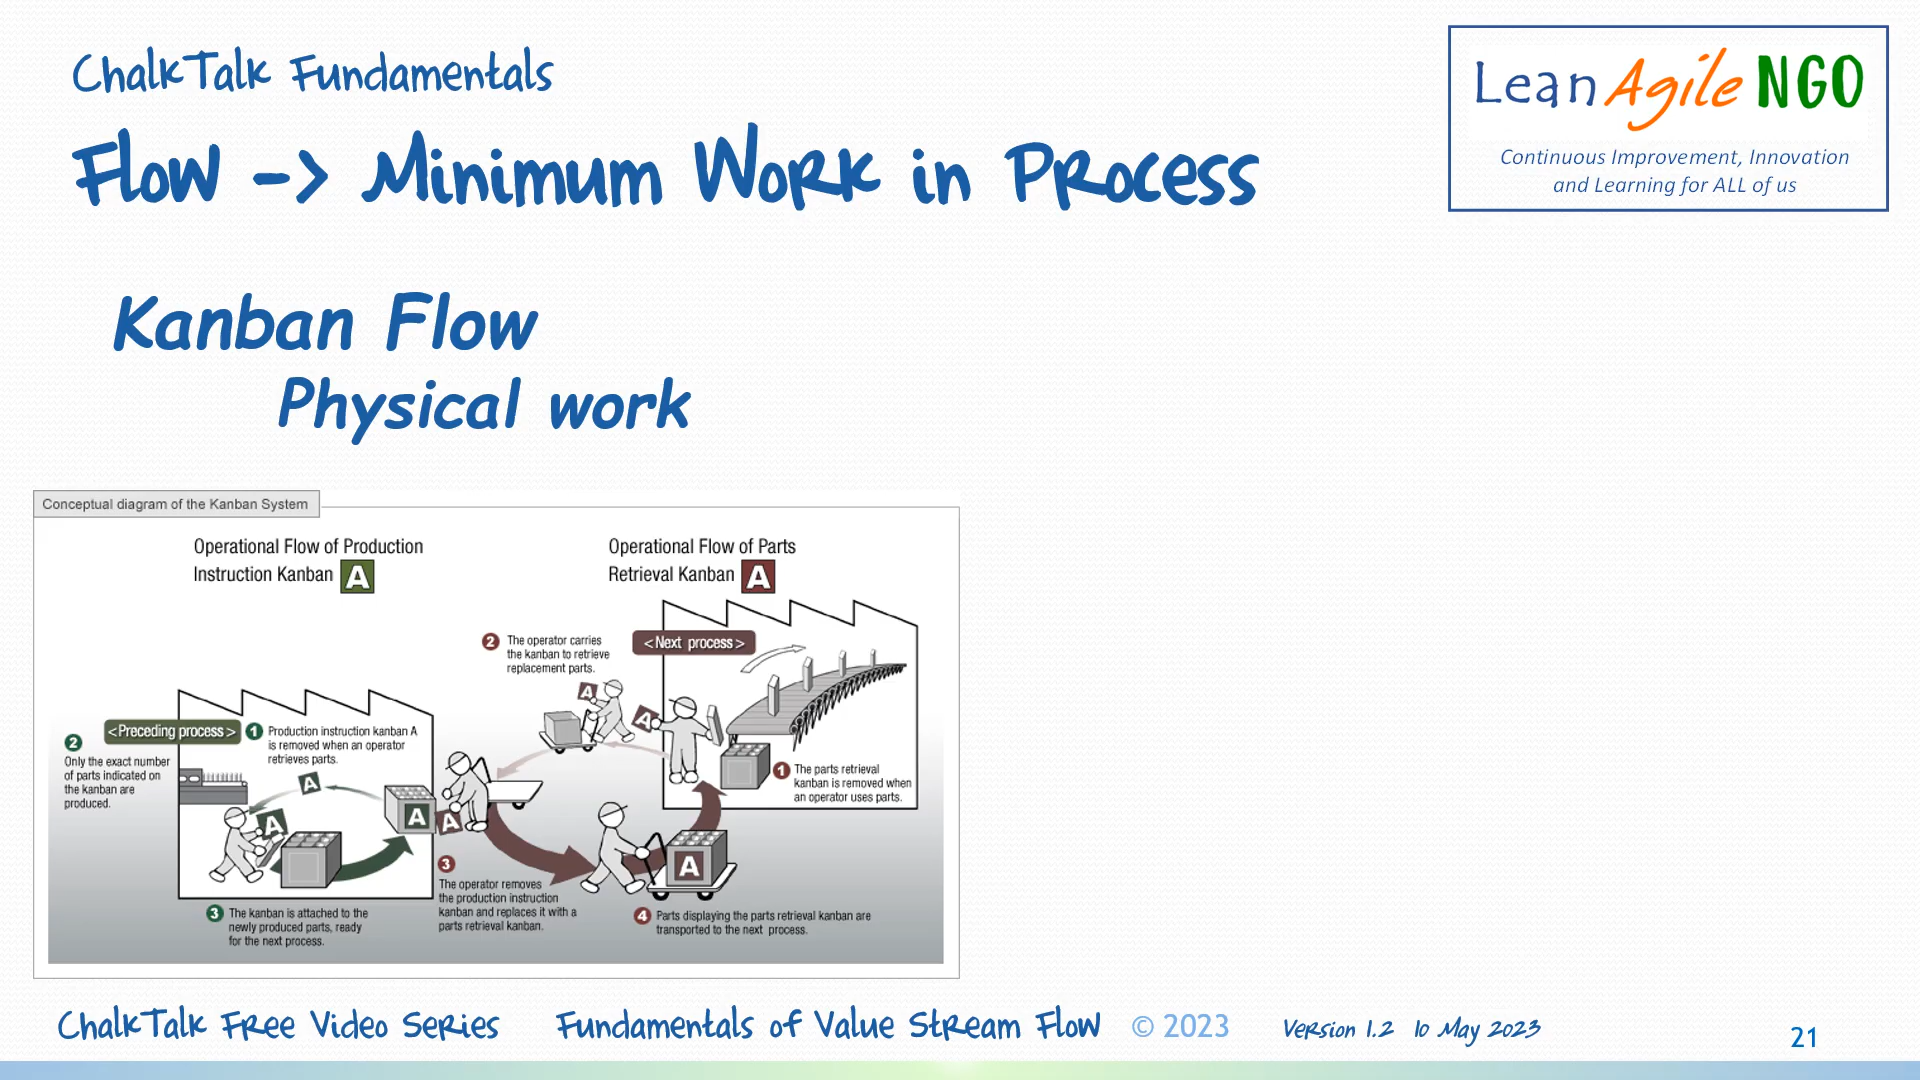 ChalkTalk Fundamentals
Flow -> Minimum Work in Process
Lean Agile NGO
Continuous Improvement, Innovation
and Learning for ALL of us
Kanban Flow
Physical work
Conceptual diagram of the Kanban System
Operational Flow of Production
Instruction Kanban A
Operational Flow of Parts
Retrieval Kanban A
2 The operator carries
the kanban to retrieve
replacement parts.
<Next process>
A
A
1 The parts retrieval
kanban is removed when
an operator uses parts.
<Preceding process>
1 Production instruction kanban A
is removed when an operator
retrieves parts.
2
Only the exact number
of parts indicated on
the kanban are
produced.
A
A
A
A
A
3
The operator removes
the production instruction
kanban and replaces it with a
parts retrieval kanban.
3 The kanban is attached to the
newly produced parts, ready
for the next process.
4 Parts displaying the parts retrieval kanban are
transported to the next process.
ChalkTalk Free Video Series Fundamentals of Value Stream Flow © 2023 Version 1.2 10 May 2023
21